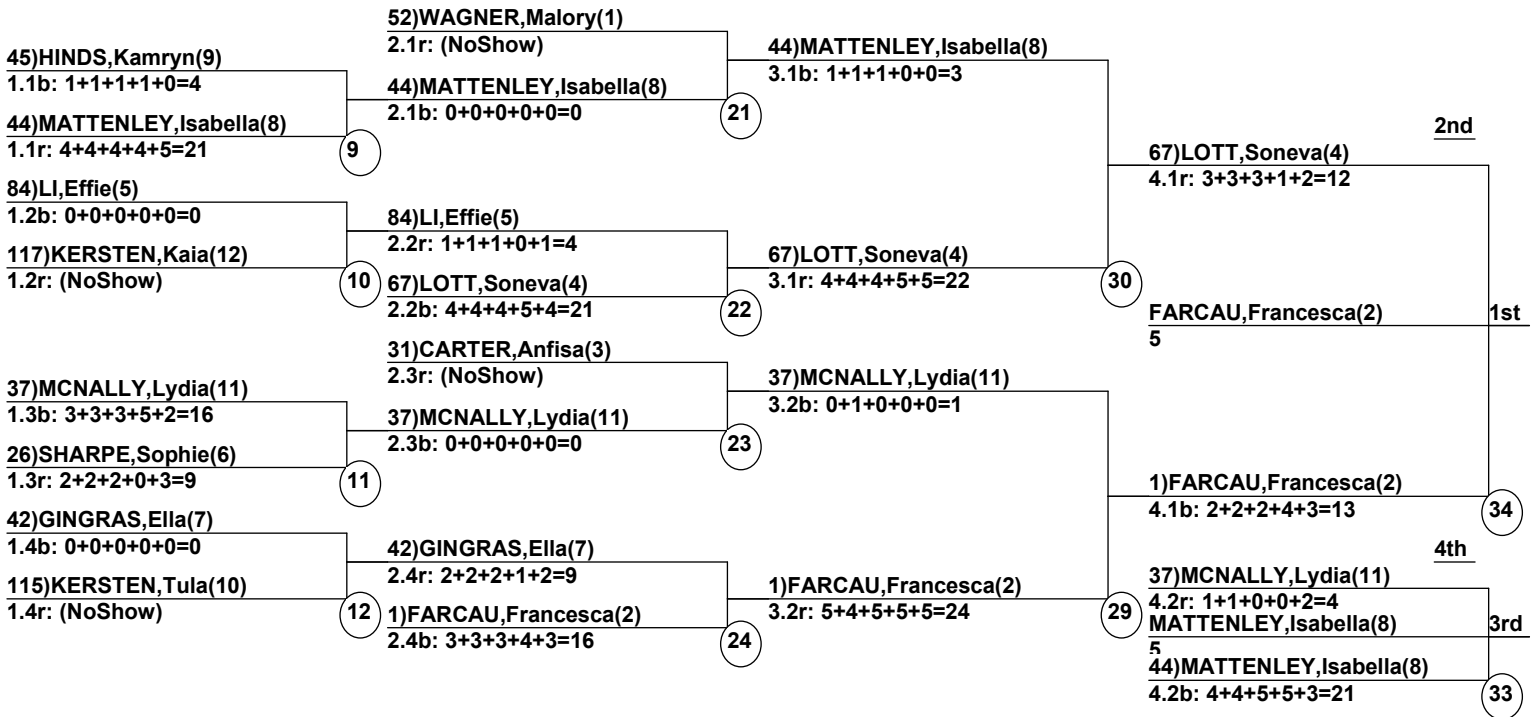 45)HINDS,Kamryn(9)
1.1b: 1+1+1+1+0=4
44)MATTENLEY,Isabella(8)
1.1r: 4+4+4+4+5=21
9
84)LI,Effie(5)
1.2b: 0+0+0+0+0=0
117)KERSTEN,Kaia(12)
1.2r: (NoShow)
10
37)MCNALLY,Lydia(11)
1.3b: 3+3+3+5+2=16
26)SHARPE,Sophie(6)
1.3r: 2+2+2+0+3=9
11
42)GINGRAS,Ella(7)
1.4b: 0+0+0+0+0=0
115)KERSTEN,Tula(10)
1.4r: (NoShow)
12
52)WAGNER,Malory(1)
2.1r: (NoShow)
44)MATTENLEY,Isabella(8)
2.1b: 0+0+0+0+0=0
21
84)LI,Effie(5)
2.2r: 1+1+1+0+1=4
67)LOTT,Soneva(4)
2.2b: 4+4+4+5+4=21
22
31)CARTER,Anfisa(3)
2.3r: (NoShow)
37)MCNALLY,Lydia(11)
2.3b: 0+0+0+0+0=0
23
42)GINGRAS,Ella(7)
2.4r: 2+2+2+1+2=9
1)FARCAU,Francesca(2)
2.4b: 3+3+3+4+3=16
24
44)MATTENLEY,Isabella(8)
3.1b: 1+1+1+0+0=3
67)LOTT,Soneva(4)
3.1r: 4+4+4+5+5=22
30
37)MCNALLY,Lydia(11)
3.2b: 0+1+0+0+0=1
1)FARCAU,Francesca(2)
3.2r: 5+4+5+5+5=24
29
2nd
67)LOTT,Soneva(4)
4.1r: 3+3+3+1+2=12
FARCAU,Francesca(2) 1st
5
1)FARCAU,Francesca(2)
4.1b: 2+2+2+4+3=13
34
4th
37)MCNALLY,Lydia(11)
4.2r: 1+1+0+0+2=4
MATTENLEY,Isabella(8) 3rd
5
44)MATTENLEY,Isabella(8)
4.2b: 4+4+5+5+3=21
33